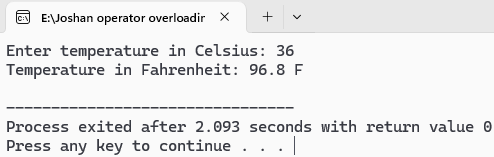 E:\Joshan operator overloadir
Enter temperature in Celsius: 36
Temperature in Fahrenheit: 96.8 F
--------------------------------
Process exited after 2.093 seconds with return value 0
Press any key to continue . . .